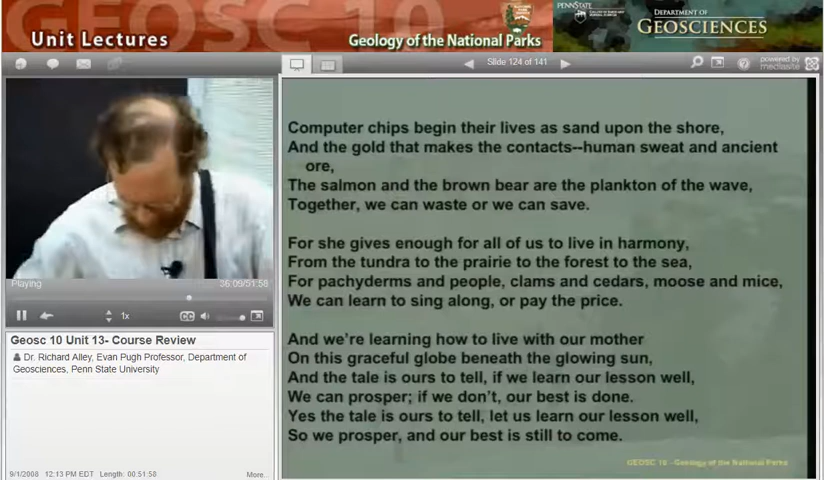 GEOSC 10
Unit Lectures
Geology of the National Parks
PENNSTATE
DEPARTMENT OF
GEOSCIENCES
Slide 124 of 141
powered by
mediasite
Computer chips begin their lives as sand upon the shore,
And the gold that makes the contacts--human sweat and ancient
ore,
The salmon and the brown bear are the plankton of the wave,
Together, we can waste or we can save.
For she gives enough for all of us to live in harmony,
From the tundra to the prairie to the forest to the sea,
For pachyderms and people, clams and cedars, moose and mice,
We can learn to sing along, or pay the price.
And we're learning how to live with our mother
On this graceful globe beneath the glowing sun,
And the tale is ours to tell, if we learn our lesson well,
We can prosper; if we don't, our best is done.
Yes the tale is ours to tell, let us learn our lesson well,
So we prosper, and our best is still to come.
GEOSC 10 - Geology of the National Parks
Playing
36:09/51:58
1x
CC
Geosc 10 Unit 13- Course Review
Dr. Richard Alley, Evan Pugh Professor, Department of
Geosciences, Penn State University
9/1/2008 12:13 PM EDT Length: 00:51:58
More...